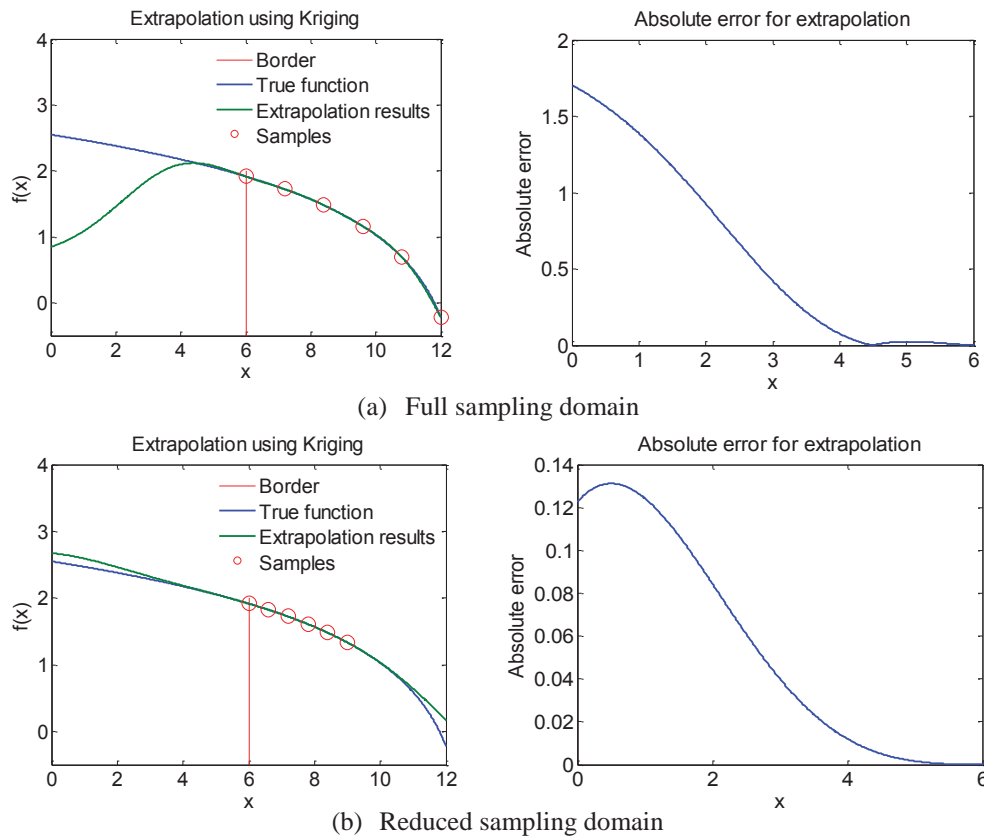 Extrapolation using Kriging
4
3
2
1
0
f(x)
Border
True function
Extrapolation results
Samples
0 2 4 6 8 10 12
x
Absolute error for extrapolation
2
1.5
1
0.5
0
Absolute error
0 1 2 3 4 5 6
x
(a) Full sampling domain
Extrapolation using Kriging
4
3
2
1
0
f(x)
Border
True function
Extrapolation results
Samples
0 2 4 6 8 10 12
x
Absolute error for extrapolation
0.14
0.12
0.1
0.08
0.06
0.04
0.02
0
Absolute error
0 2 4 6
x
(b) Reduced sampling domain